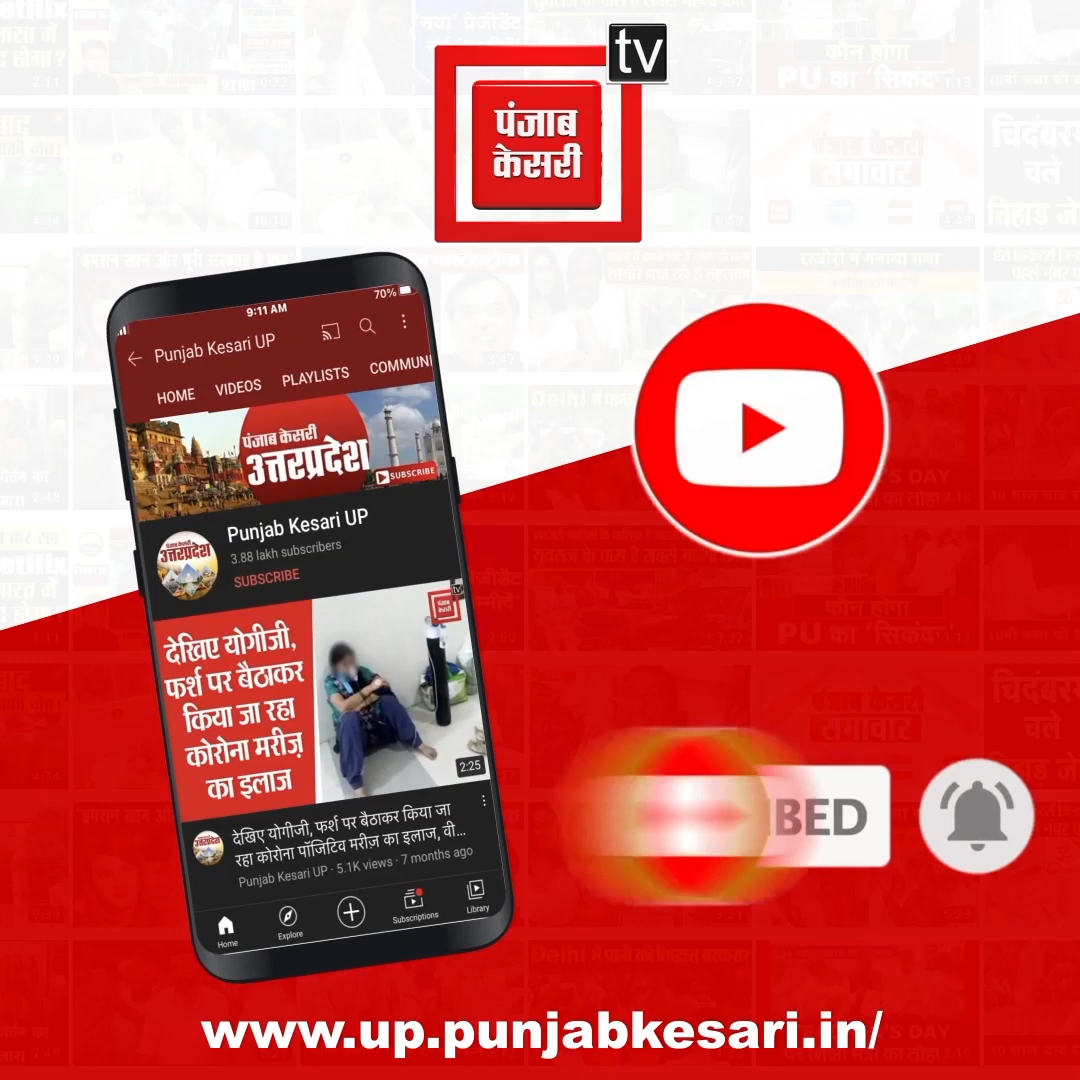 tv
पंजाब
केसरी
9:11 AM
70%
Punjab Kesari UP
HOME VIDEOS PLAYLISTS COMMUNI
पंजाब केसरी
उत्तरप्रदेश
SUBSCRIBE
उत्तरप्रदेश
Punjab Kesari UP
3.88 lakh subscribers
SUBSCRIBE
देखिए योगीजी,
फर्श पर बैठाकर
किया जा रहा
कोरोना मरीज़
का इलाज
2:25
देखिए योगीजी, फर्श पर बैठाकर किया जा
रहा कोरोना पॉजिटिव मरीज़ का इलाज, वी...
Punjab Kesari UP · 5.1K views · 7 months ago
Home Explore Subscriptions Library
BED
www.up.punjabkesari.in/